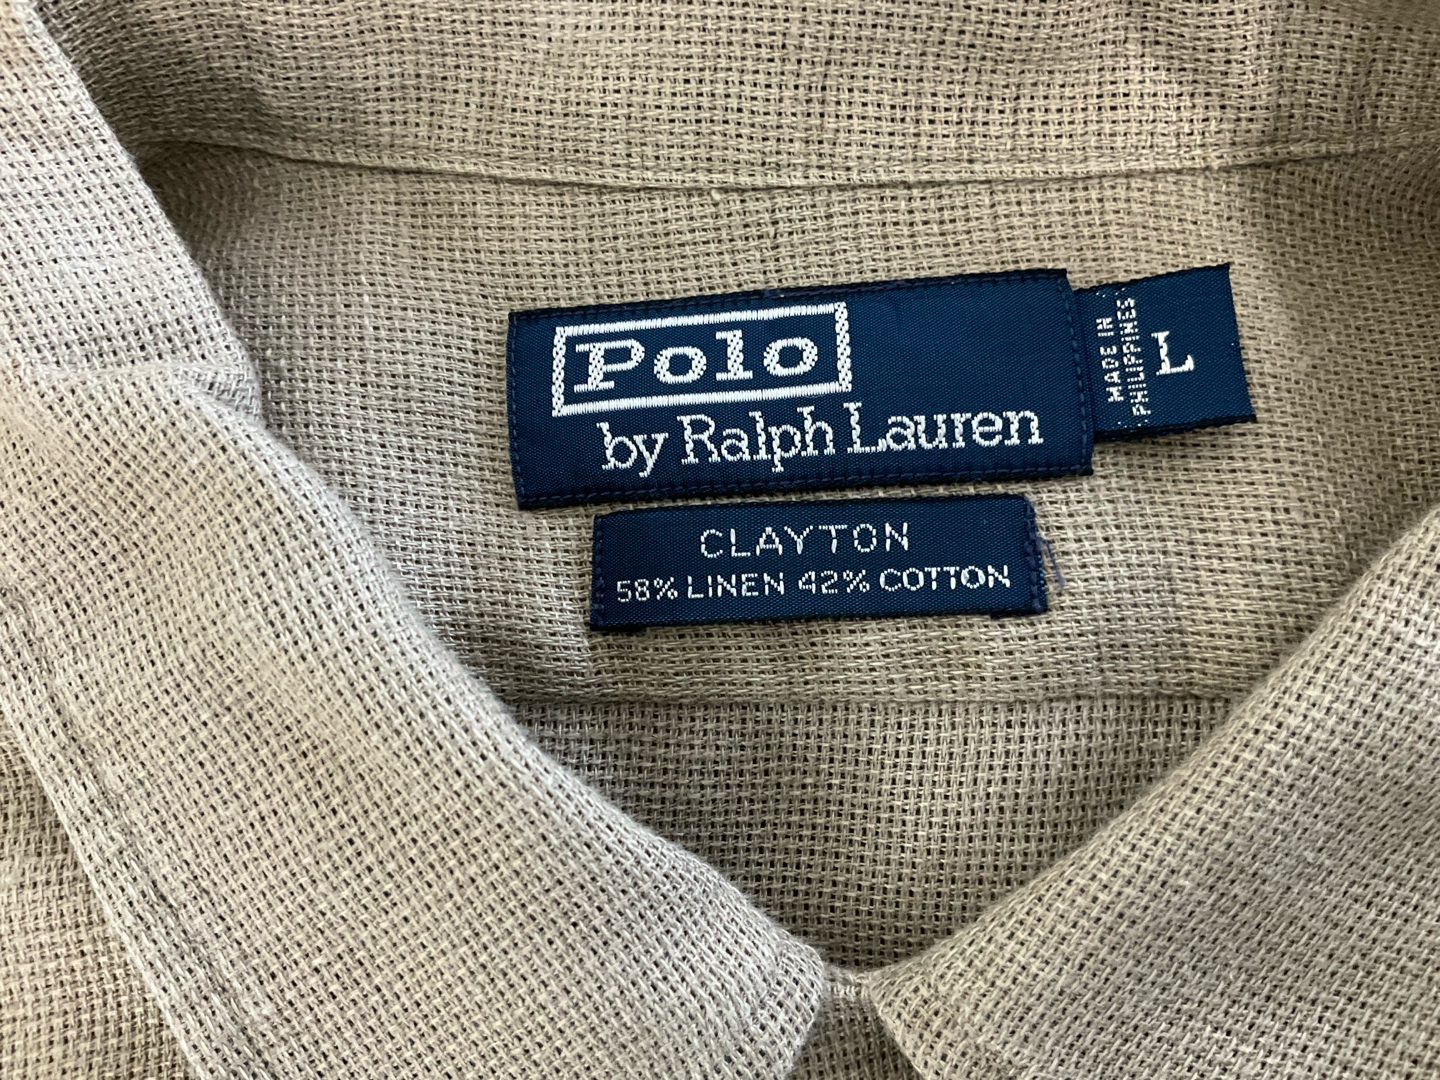 Polo
by Ralph Lauren
MADE IN
PHILIPPINES
L
CLAYTON
58% LINEN 42% COTTON